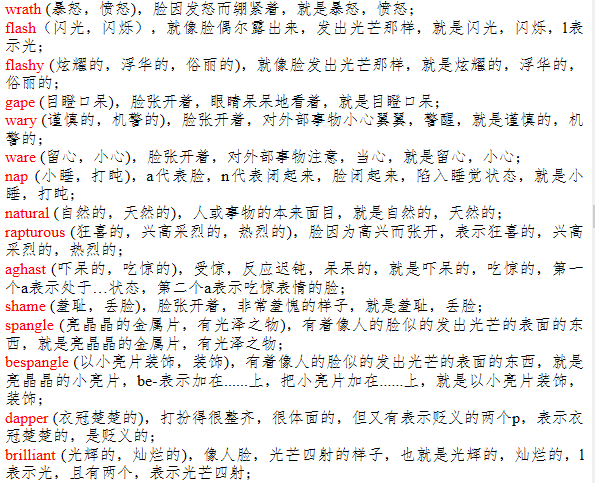 wrath (暴怒，愤怒)，脸因发怒而绷紧着，就是暴怒，愤怒；
flash（闪光，闪烁），就像脸偶尔露出来，发出光芒那样，就是闪光，闪烁，l表
示光；
flashy (炫耀的，浮华的，俗丽的)，就像脸发出光芒那样，就是炫耀的，浮华的，
俗丽的；
gape (目瞪口呆)，脸张开着，眼睛呆呆地看着，就是目瞪口呆；
wary (谨慎的，机警的)，脸张开着，对外部事物小心翼翼，警醒，就是谨慎的，机
警的；
ware (留心，小心)，脸张开着，对外部事物注意，当心，就是留心，小心；
nap (小睡，打盹)，a代表脸，n代表闭起来，脸闭起来，陷入睡觉状态，就是小
睡，打盹；
natural (自然的，天然的)，人或事物的本来面目，就是自然的，天然的；
rapturous (狂喜的，兴高采烈的，热烈的)，脸因为高兴而张开，表示狂喜的，兴高
采烈的，热烈的；
aghast (吓呆的，吃惊的)，受惊，反应迟钝，呆呆的，就是吓呆的，吃惊的，第一
个a表示处于…状态，第二个a表示吃惊表情的脸；
shame (羞耻，丢脸)，脸张开着，非常羞愧的样子，就是羞耻，丢脸；
spangle (亮晶晶的金属片，有光泽之物)，有着像人的脸似的发出光芒的表面的东
西，就是亮晶晶的金属片，有光泽之物；
bespangle (以小亮片装饰，装饰)，有着像人的脸似的发出光芒的表面的东西，就是
亮晶晶的小亮片，be-表示加在......上，把小亮片加在......上，就是以小亮片装饰，
装饰；
dapper (衣冠楚楚的)，打扮得很整齐，很体面的，但又有表示贬义的两个p，表示衣
冠楚楚的，是贬义的；
brilliant (光辉的，灿烂的)，像人脸，光芒四射的样子，也就是光辉的，灿烂的，l
表示光，且有两个，表示光芒四射；